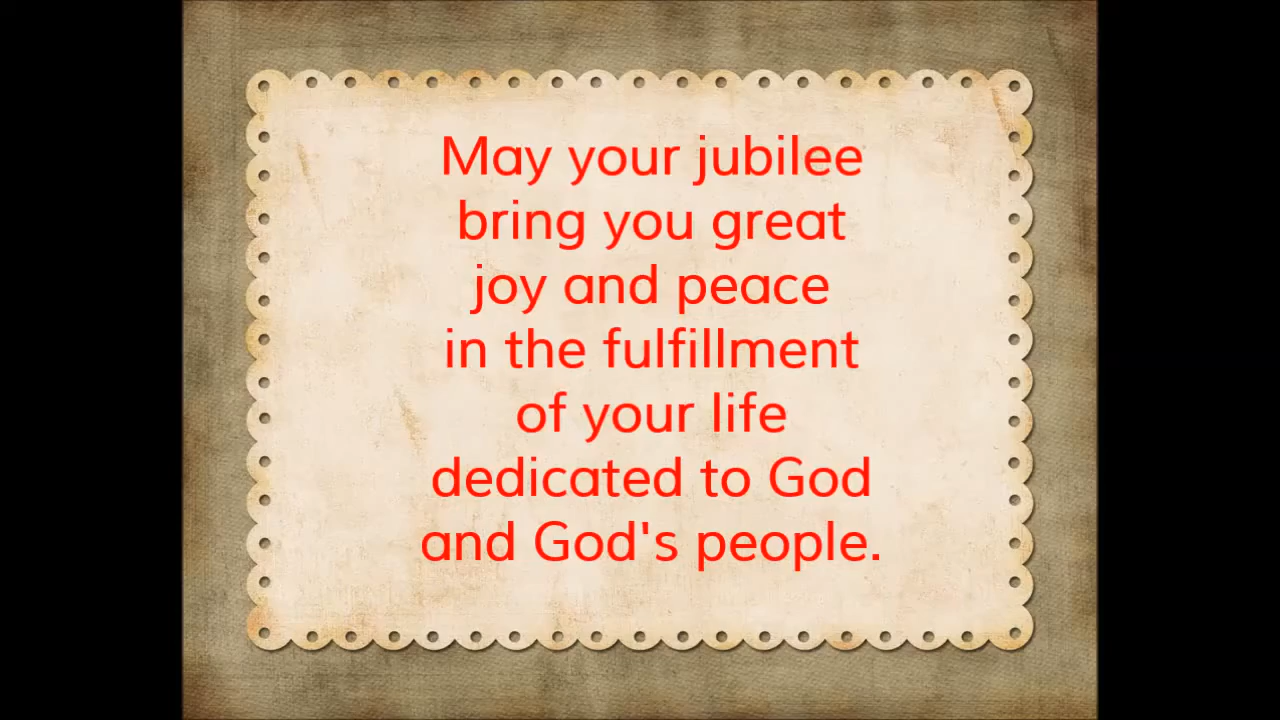 May your jubilee
bring you great
joy and peace
in the fulfillment
of your life
dedicated to God
and God's people.